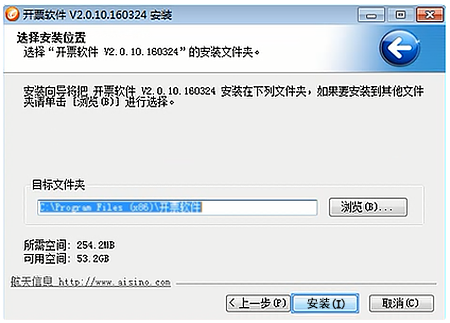 开票软件 V2.0.10.160324 安装
选择安装位置
选择“开票软件 V2.0.10.160324”的安装文件夹。
安装向导将把 开票软件 V2.0.10.160324 安装在下列文件夹，如果要安装到其他文件
夹请单击 [浏览(B)] 进行选择。
目标文件夹
C:\Program Files (x86)\开票软件
浏览(B)...
所需空间: 254.2MB
可用空间: 53.2GB
航天信息 http://www.aisino.com
<上一步(P)
安装(I)
取消(C)